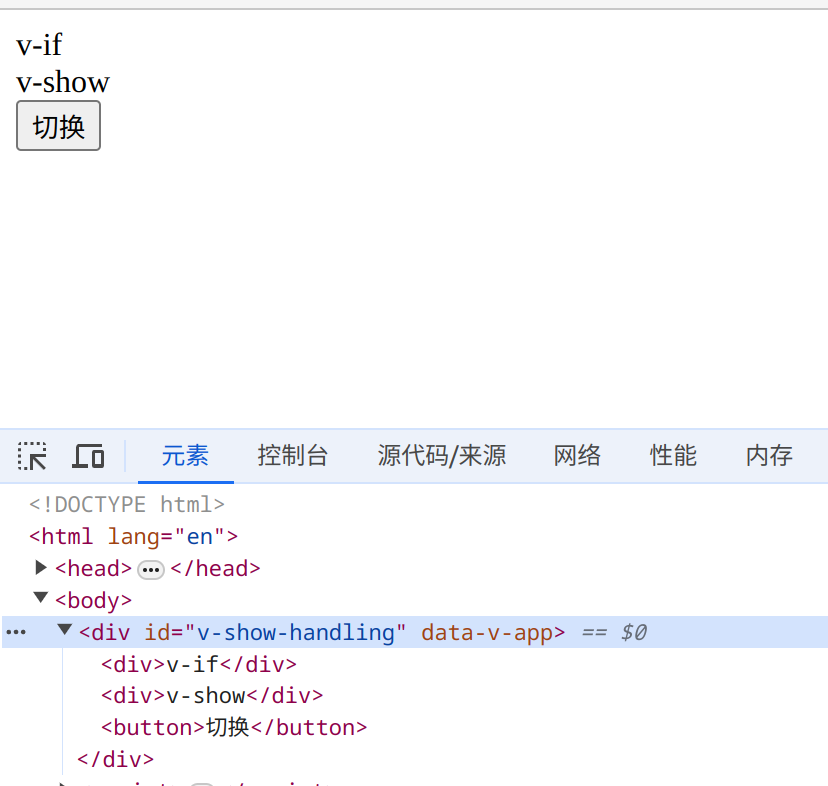 v-if
v-show
切换
元素 控制台 源代码/来源 网络 性能 内存
<!DOCTYPE html>
<html lang="en">
<head> ••• </head>
<body>
••• <div id="v-show-handling" data-v-app> == $0
<div>v-if</div>
<div>v-show</div>
<button>切换</button>
</div>